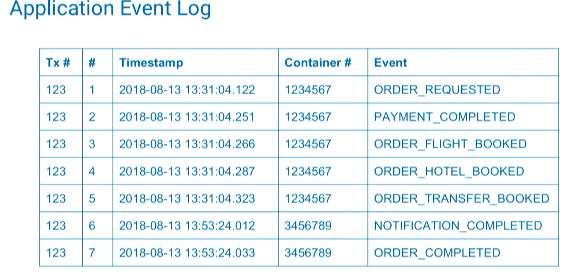 Application Event Log
Tx # # Timestamp Container # Event
123 1 2018-08-13 13:31:04.122 1234567 ORDER_REQUESTED
123 2 2018-08-13 13:31:04.251 1234567 PAYMENT_COMPLETED
123 3 2018-08-13 13:31:04.266 1234567 ORDER_FLIGHT_BOOKED
123 4 2018-08-13 13:31:04.287 1234567 ORDER_HOTEL_BOOKED
123 5 2018-08-13 13:31:04.323 1234567 ORDER_TRANSFER_BOOKED
123 6 2018-08-13 13:53:24.012 3456789 NOTIFICATION_COMPLETED
123 7 2018-08-13 13:53:24.033 3456789 ORDER_COMPLETED